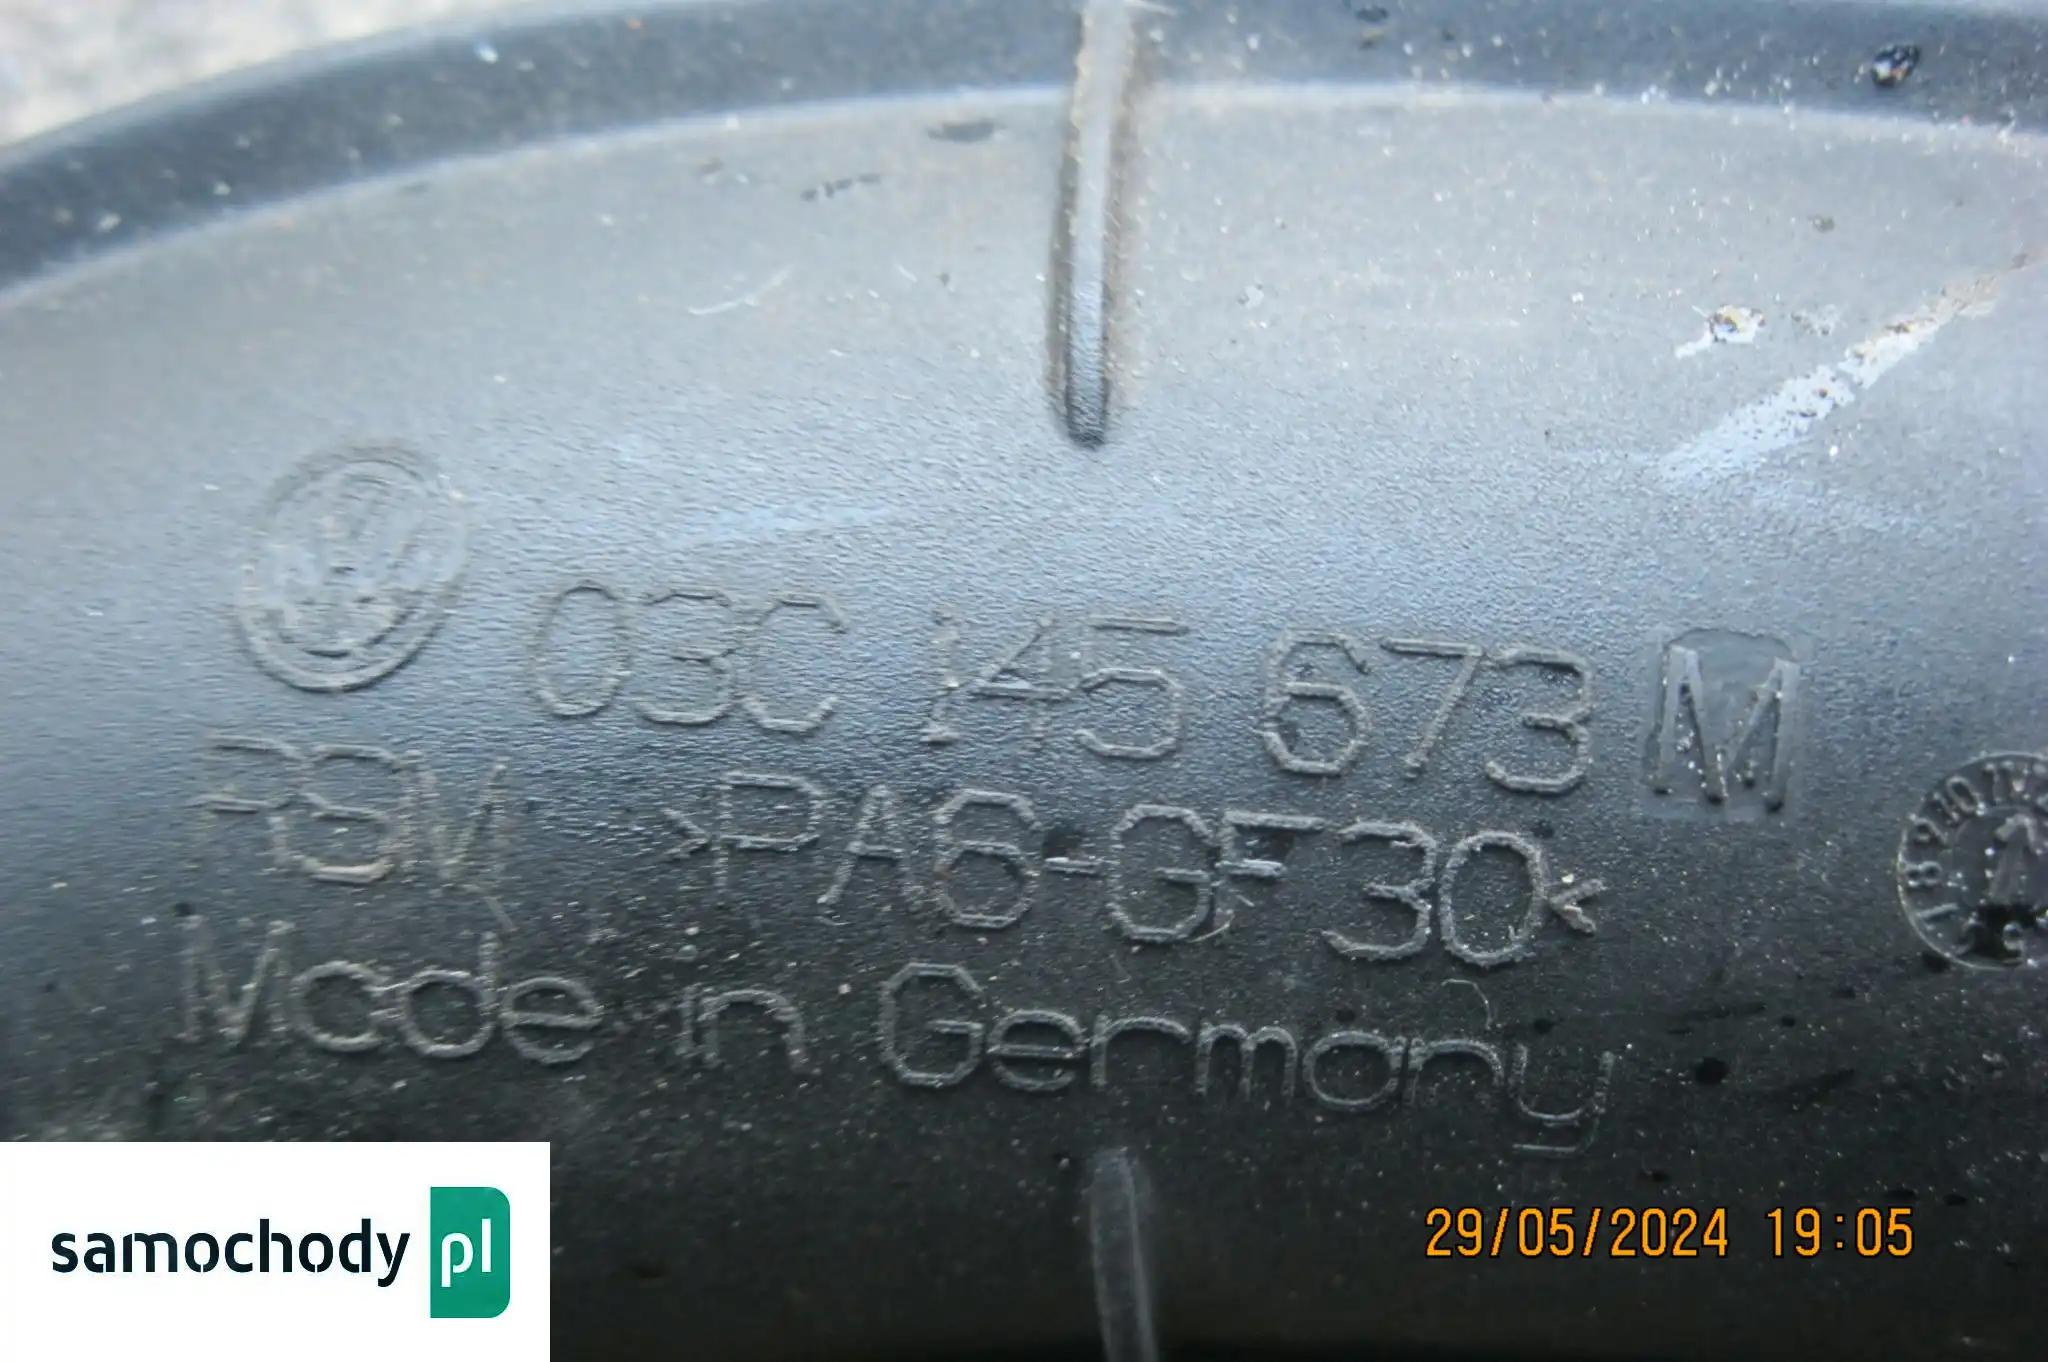 03C 145 673 M
>PA6-GF30<
Made in Germany
samochody pl
29/05/2024 19:05